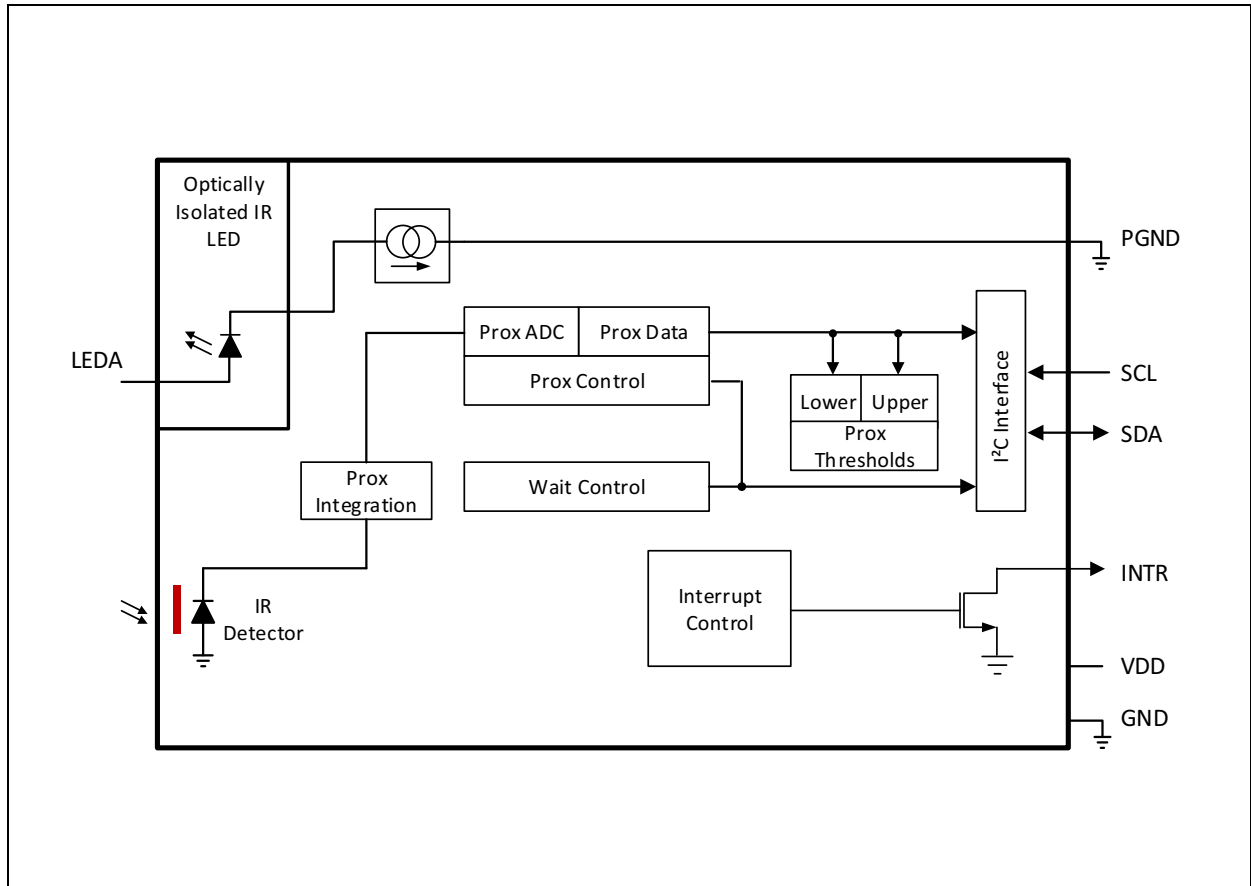 Optically
Isolated IR
LED
PGND
LEDA
Prox ADC
Prox Data
Prox Control
Lower
Upper
Prox
Thresholds
I²C Interface
SCL
SDA
Prox
Integration
Wait Control
IR
Detector
Interrupt
Control
INTR
VDD
GND